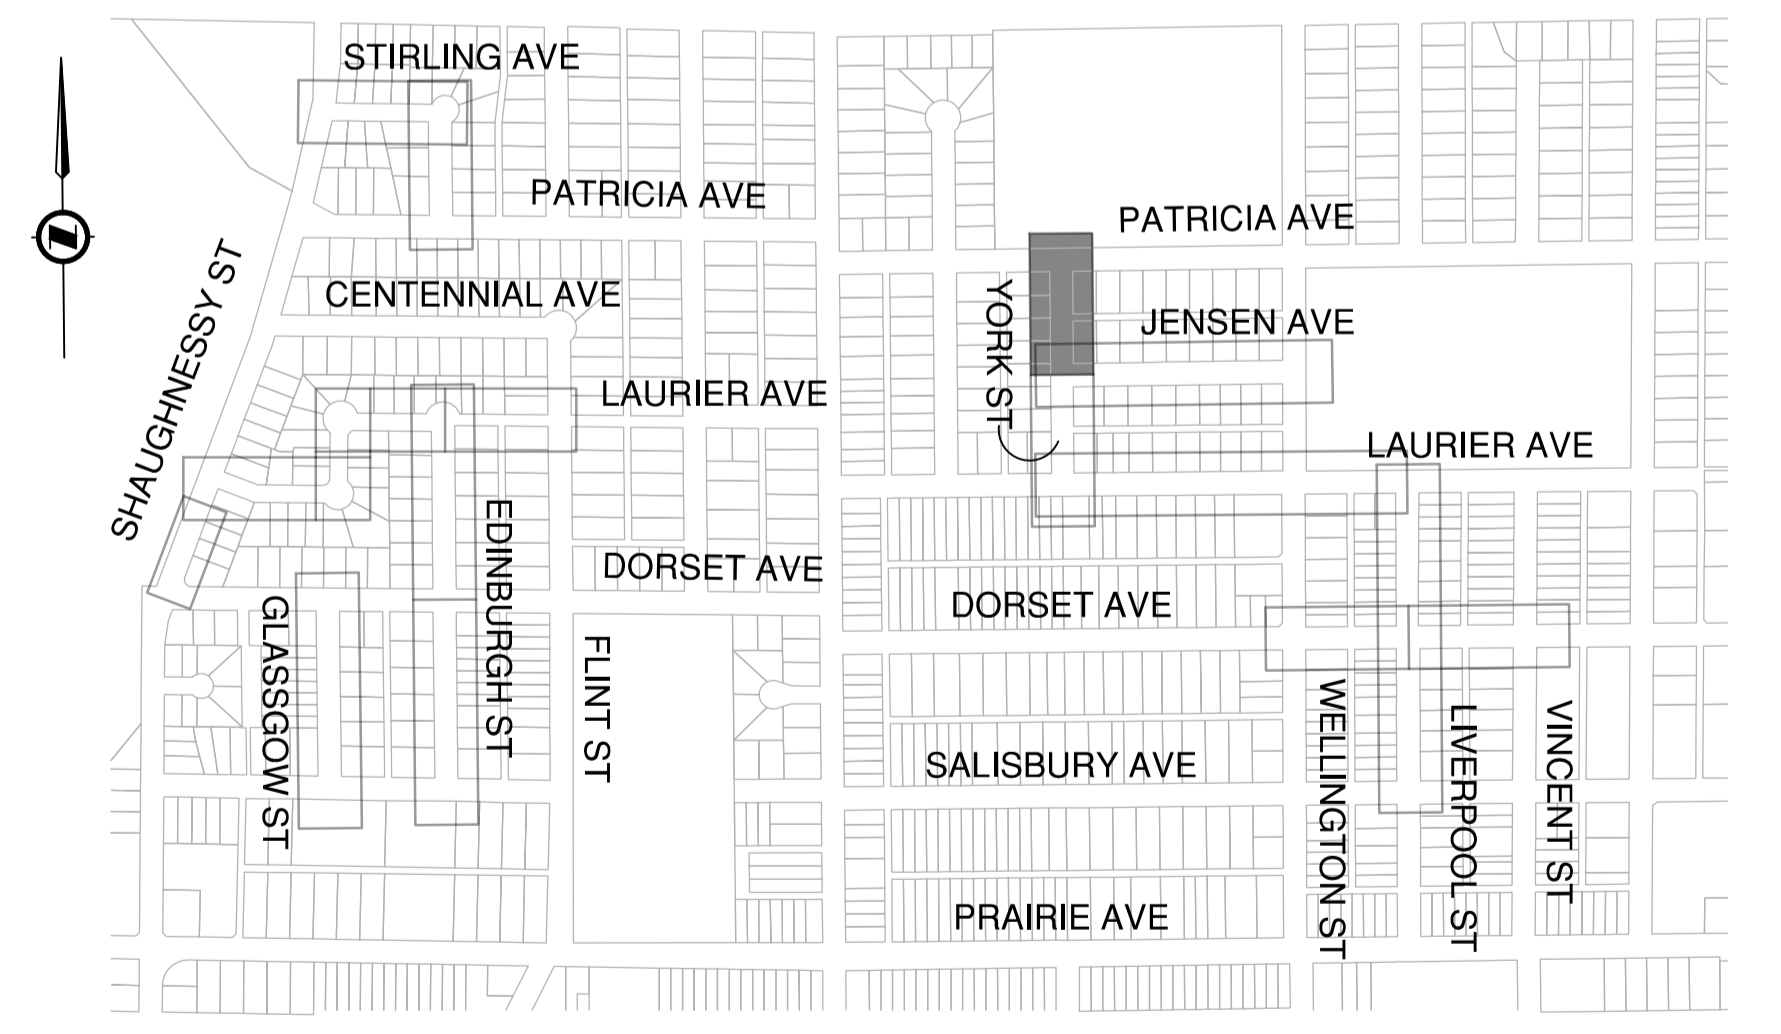 STIRLING AVE
PATRICIA AVE
PATRICIA AVE
SHAUGHNESSY ST
CENTENNIAL AVE
YORK ST
JENSEN AVE
LAURIER AVE
LAURIER AVE
EDINBURGH ST
DORSET AVE
DORSET AVE
GLASSGOW ST
FLINT ST
WELLINGTON ST
LIVERPOOL ST
VINCENT ST
SALISBURY AVE
PRAIRIE AVE
Z